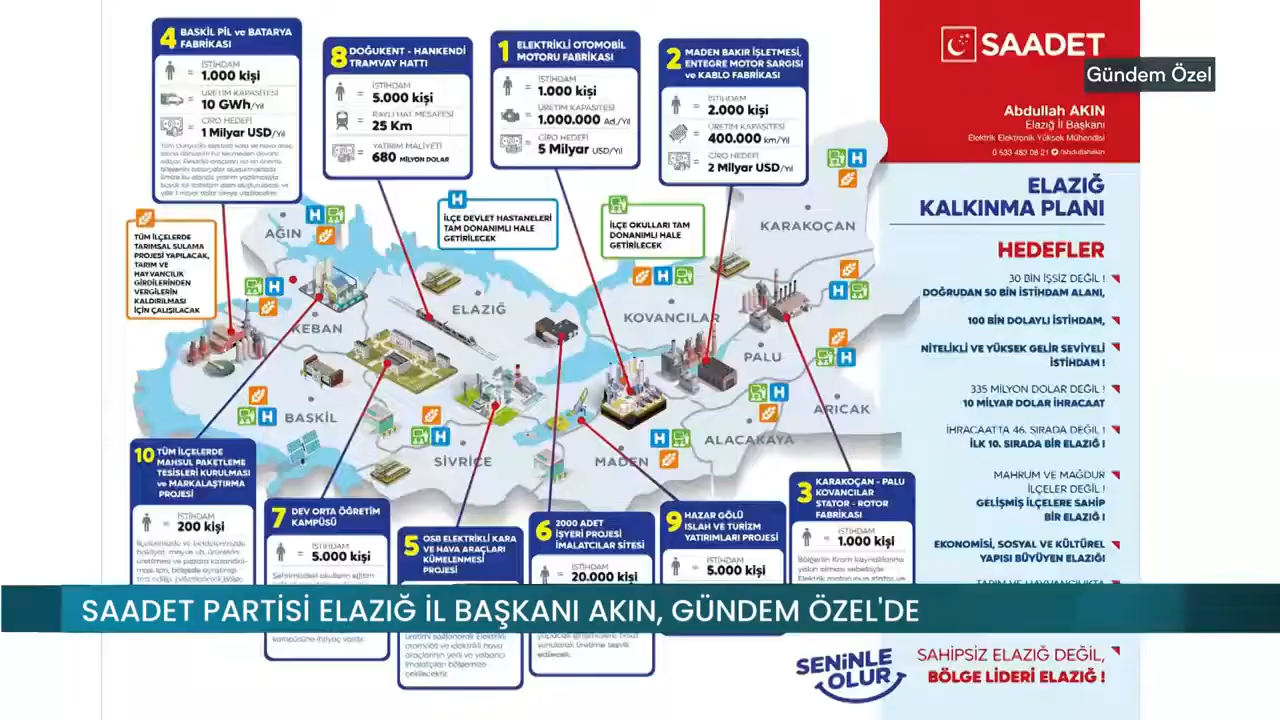 4 BASKİL PİL ve BATARYA
FABRİKASI
İSTİHDAM
1.000 kişi
ÜRETİM KAPASİTESİ
10 GWh/Yıl
CİRO HEDEFİ
1 Milyar USD/Yıl
8 DOĞUKENT - HANKENDİ
TRAMVAY HATTI
İSTİHDAM
5.000 kişi
RAYLI HAT MESAFESİ
25 Km
YATIRIM MALİYETİ
680 MİLYON DOLAR
1 ELEKTRİKLİ OTOMOBİL
MOTORU FABRİKASI
İSTİHDAM
1.000 kişi
ÜRETİM KAPASİTESİ
1.000.000 Ad./Yıl
CİRO HEDEFİ
5 Milyar USD/Yıl
2 MADEN BAKIR İŞLETMESİ,
ENTEGRE MOTOR SARGISI
ve KABLO FABRİKASI
İSTİHDAM
2.000 kişi
ÜRETİM KAPASİTESİ
400.000 km/Yıl
CİRO HEDEFİ
2 Milyar USD/Yıl
SAADET
Gündem Özel
Abdullah AKIN
Elazığ İl Başkanı
Elektrik Elektronik Yüksek Mühendisi
ELAZIĞ
KALKINMA PLANI
HEDEFLER
30 BİN İŞSİZ DEĞİL !
DOĞRUDAN 50 BİN İSTİHDAM ALANI,
100 BİN DOLAYLI İSTİHDAM,
NİTELİKLİ VE YÜKSEK GELİR SEVİYELİ
İSTİHDAM !
335 MİLYON DOLAR DEĞİL !
10 MİLYAR DOLAR İHRACAAT
İHRACAATTA 46. SIRADA DEĞİL !
İLK 10. SIRADA BİR ELAZIĞ !
MAHRUM VE MAĞDUR
İLÇELER DEĞİL !
GELİŞMİŞ İLÇELERE SAHİP
BİR ELAZIĞ !
EKONOMİSİ, SOSYAL VE KÜLTÜREL
YAPISI BÜYÜYEN ELAZIĞ!
TÜM İLÇELERDE
TARIMSAL SULAMA
PROJESİ YAPILACAK,
TARIM VE
HAYVANCILIK
GİRDİLERİNDEN
VERGİLERİN
KALDIRILMASI
İÇİN ÇALIŞILACAK
H
İLÇE DEVLET HASTANELERİ
TAM DONANIMLI HALE
GETİRİLECEK
İLÇE OKULLARI TAM
DONANIMLI HALE
GETİRİLECEK
AĞIN
KARAKOÇAN
ELAZIĞ
KOVANCILAR
KEBAN
PALU
BASKİL
ARICAK
ALACAKAYA
SİVRİCE
MADEN
10 TÜM İLÇELERDE
MAHSUL PAKETLEME
TESİSLERİ KURULMASI
ve MARKALAŞTIRMA
PROJESİ
İSTİHDAM
200 kişi
7 DEV ORTA ÖĞRETİM
KAMPÜSÜ
İSTİHDAM
5.000 kişi
5 OSB ELEKTRİKLİ KARA
VE HAVA ARAÇLARI
KÜMELENMESİ
PROJESİ
6 2000 ADET
İŞYERİ PROJESİ
İMALATCILAR SİTESİ
İSTİHDAM
20.000 kişi
9 HAZAR GÖLÜ
ISLAH VE TURİZM
YATIRIMLARI PROJESİ
İSTİHDAM
5.000 kişi
3 KARAKOÇAN - PALU
KOVANCILAR
STATOR - ROTOR
FABRİKASI
İSTİHDAM
1.000 kişi
SAADET PARTİSİ ELAZIĞ İL BAŞKANI AKIN, GÜNDEM ÖZEL'DE
SENİNLE
OLUR
SAHİPSİZ ELAZIĞ DEĞİL,
BÖLGE LİDERİ ELAZIĞ !